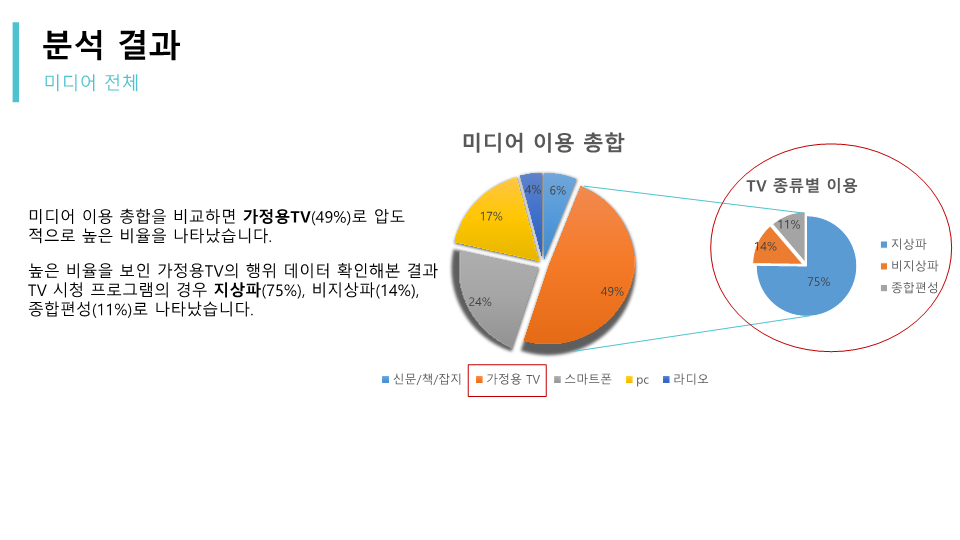 분석 결과
미디어 전체
미디어 이용 총합을 비교하면 가정용TV(49%)로 압도
적으로 높은 비율을 나타났습니다.
높은 비율을 보인 가정용TV의 행위 데이터 확인해본 결과
TV 시청 프로그램의 경우 지상파(75%), 비지상파(14%),
종합편성(11%)로 나타났습니다.
미디어 이용 총합
4%
6%
17%
49%
24%
신문/책/잡지
가정용 TV
스마트폰
pc
라디오
TV 종류별 이용
11%
14%
75%
지상파
비지상파
종합편성